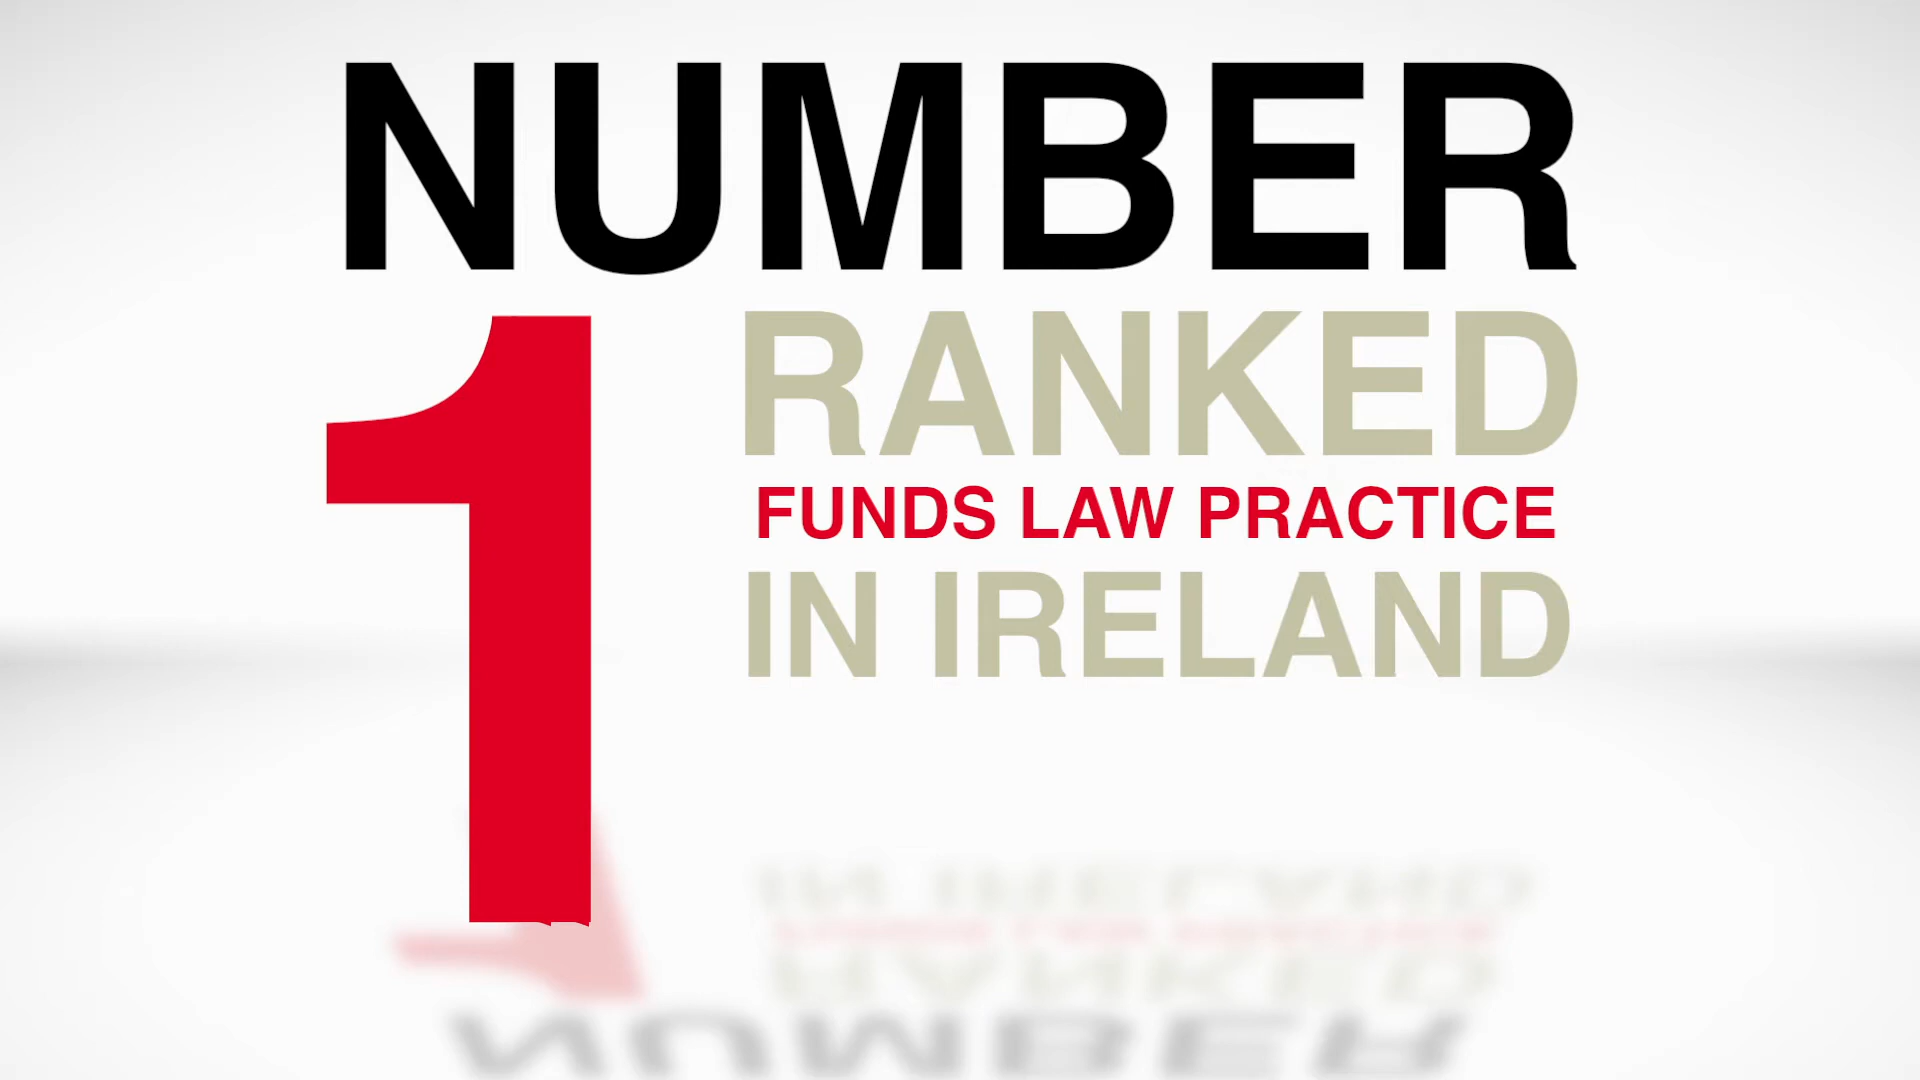 NUMBER
1
RANKED
FUNDS LAW PRACTICE
IN IRELAND